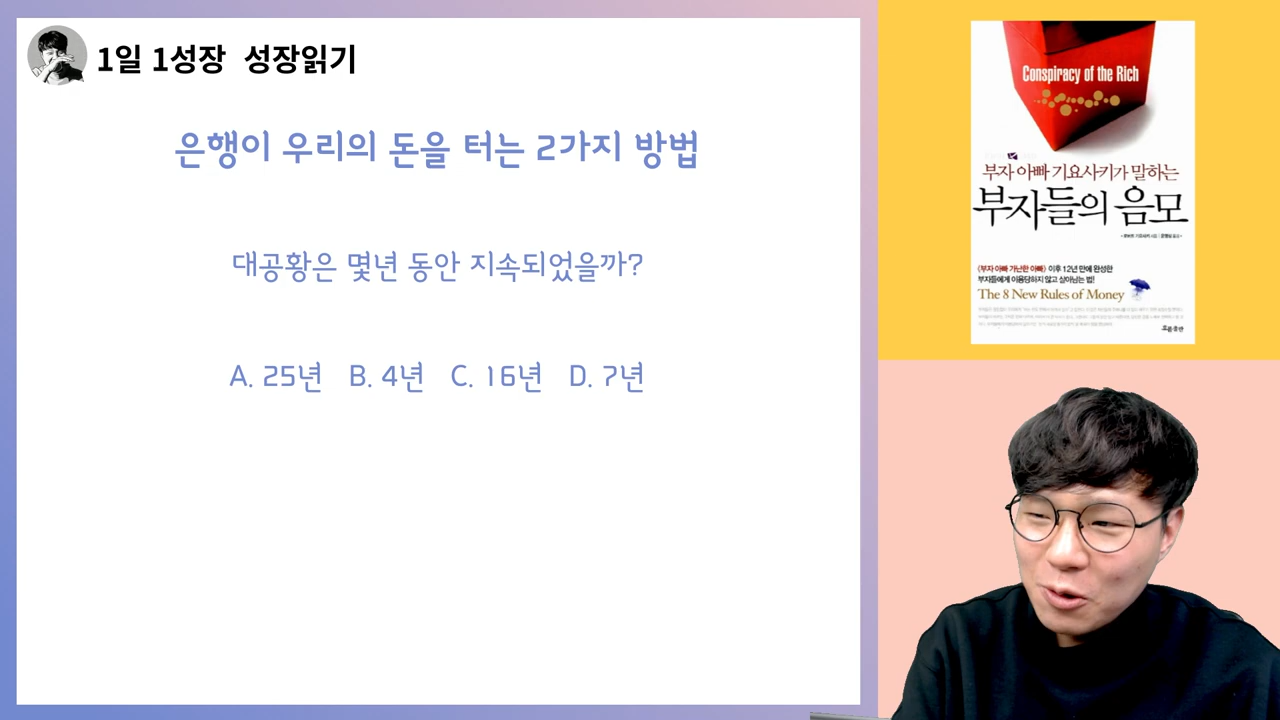 1일 1성장 성장읽기
은행이 우리의 돈을 터는 2가지 방법
대공황은 몇년 동안 지속되었을까?
A. 25년 B. 4년 C. 16년 D. 7년
Conspiracy of the Rich
부자 아빠 기요사키가 말하는
부자들의 음모
《부자 아빠 가난한 아빠》 이후 12년 만에 완성한
부자들에게 이용당하지 않고 살아남는 법!
The 8 New Rules of Money